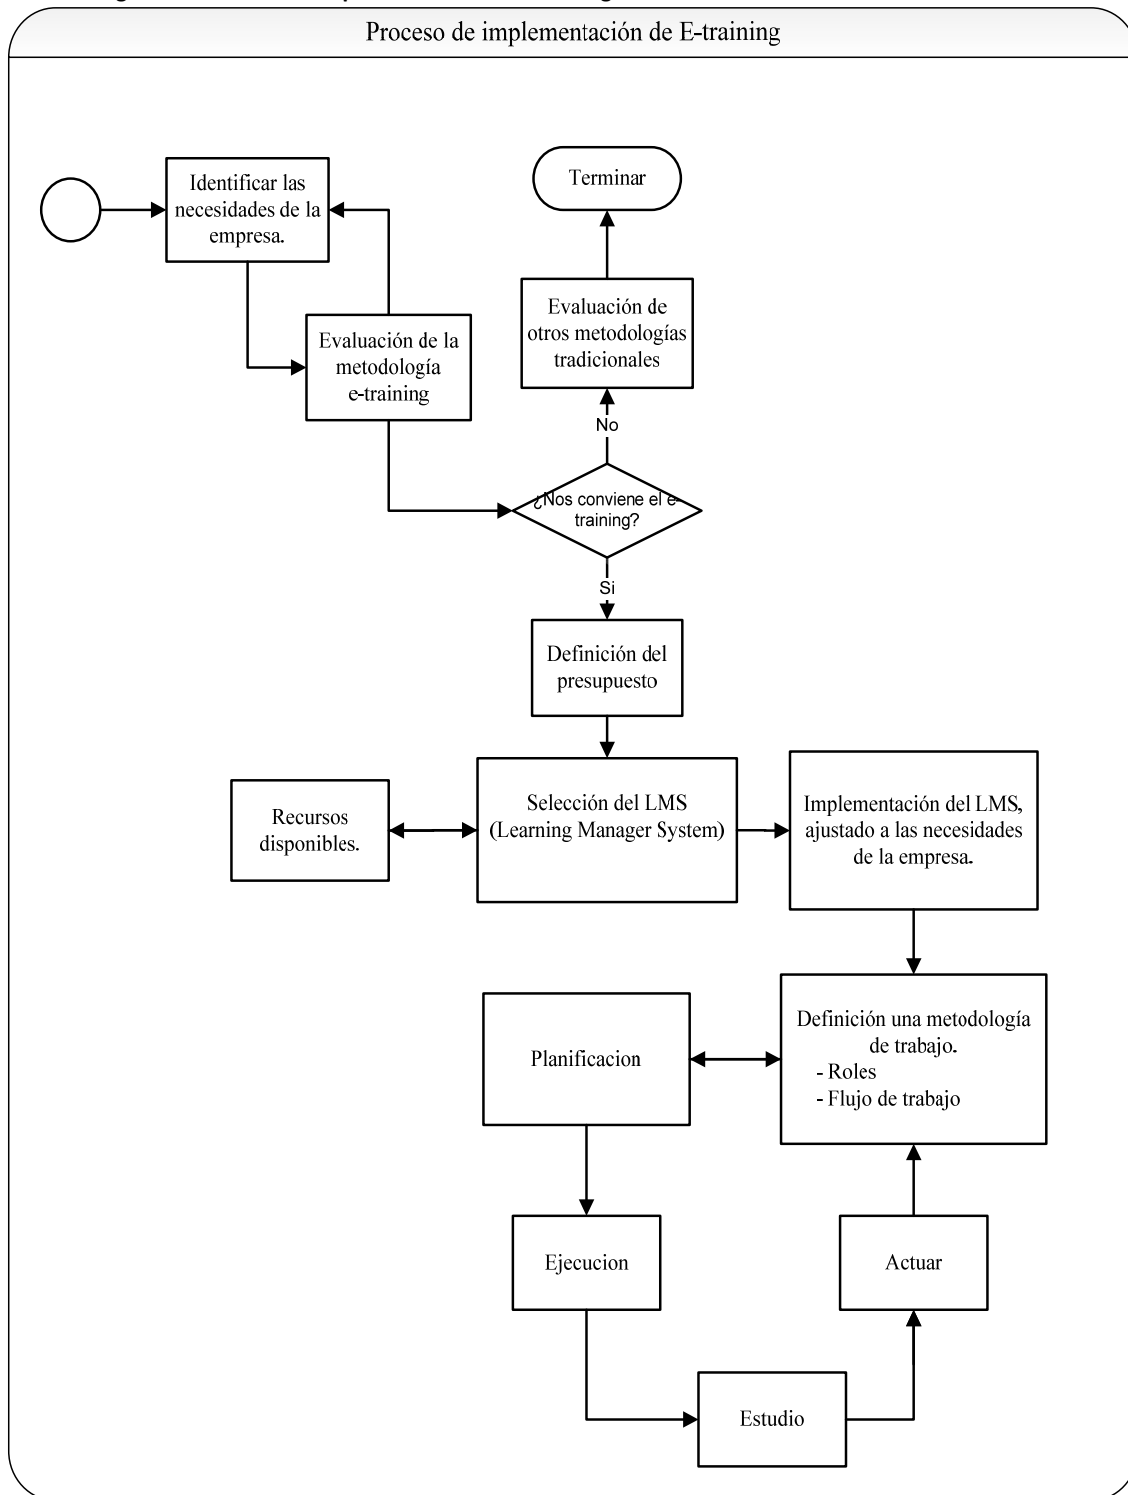 Proceso de implementación de E-training
Identificar las
necesidades de la
empresa.
Terminar
Evaluación de
otros metodologías
tradicionales
Evaluación de la
metodología
e-training
No
¿Nos conviene el e-
training?
Si
Definición del
presupuesto
Recursos
disponibles.
Selección del LMS
(Learning Manager System)
Implementación del LMS,
ajustado a las necesidades
de la empresa.
Planificacion
Definición una metodología
de trabajo.
- Roles
- Flujo de trabajo
Ejecucion
Actuar
Estudio